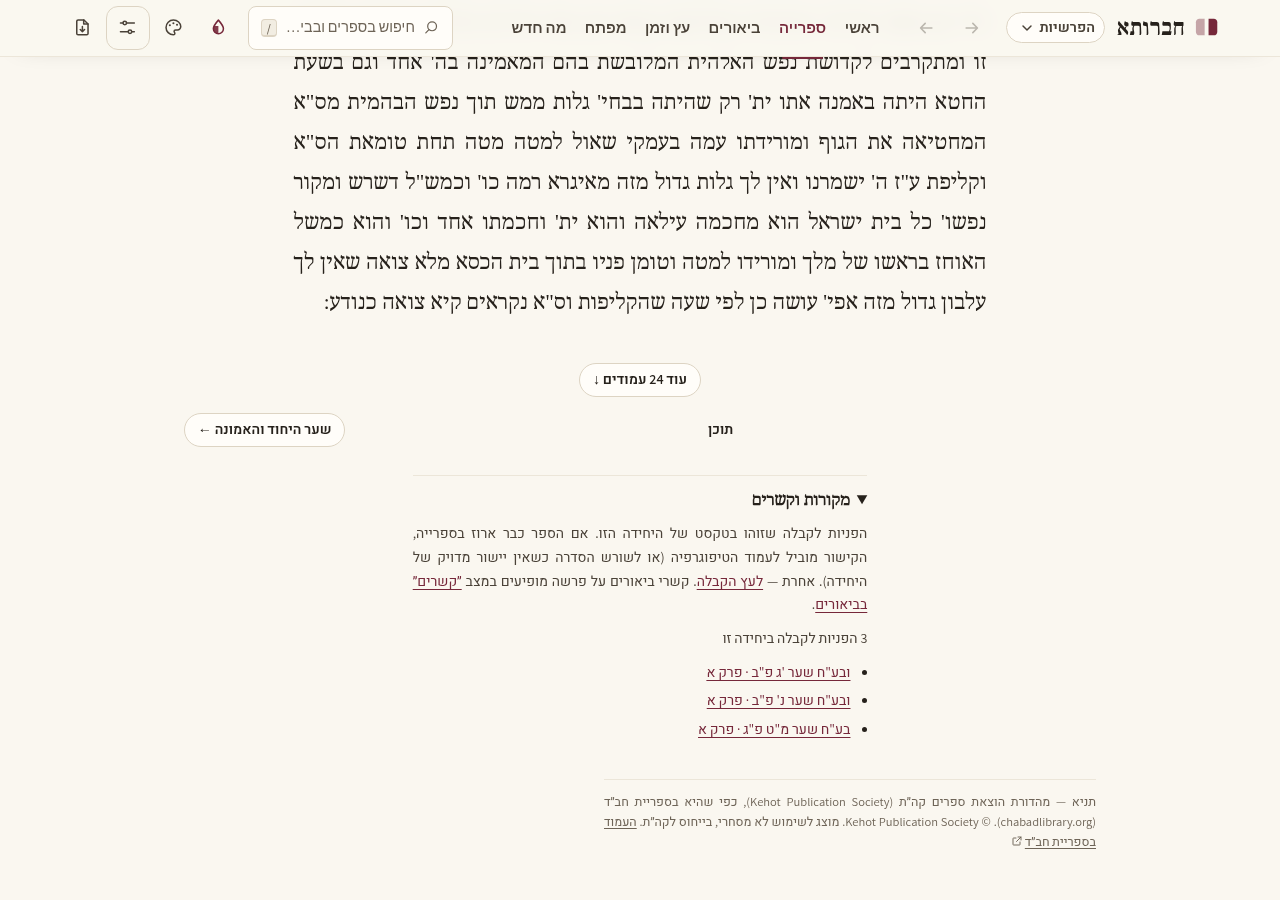 חברותא
הפרשיות
ראשי
ספרייה
ביאורים
עץ וזמן
מפתח
מה חדש
חיפוש בספרים ובבי...
/
זו ומתקרבים לקדושת נפש האלהית המלובשת בהם המאמינה בה' אחד וגם בשעת
החטא היתה באמנה אתו ית' רק שהיתה בבחי' גלות ממש תוך נפש הבהמית מס"א
המחטיאה את הגוף ומורידתו עמה בעמקי שאול למטה מטה תחת טומאת הס"א
וקליפת ע"ז ה' ישמרנו ואין לך גלות גדול מזה מאיגרא רמה כו' וכמש"ל דשרש ומקור
נפשו' כל בית ישראל הוא מחכמה עילאה והוא ית' וחכמתו אחד וכו' והוא כמשל
האוחז בראשו של מלך ומורידו למטה וטומן פניו בתוך בית הכסא מלא צואה שאין לך
עלבון גדול מזה אפי' עושה כן לפי שעה שהקליפות וס"א נקראים קיא צואה כנודע:
עוד 24 עמודים ↓
תוכן
שער היחוד והאמונה ←
▼ מקורות וקשרים
הפניות לקבלה שזוהו בטקסט של היחידה הזו. אם הספר כבר ארוז בספרייה,
הקישור מוביל לעמוד הטיפוגרפיה (או לשורש הסדרה כשאין יישור מדויק של
היחידה). אחרת — לעץ הקבלה. קשרי ביאורים על פרשה מופיעים במצב ״קשרים״
בביאורים.
3 הפניות לקבלה ביחידה זו
• ובע"ח שער 'ג פ"ב · פרק א
• ובע"ח שער נ' פ"ב · פרק א
• בע"ח שער מ"ט פ"ג · פרק א
תניא — מהדורת הוצאת ספרים קה״ת (Kehot Publication Society), כפי שהיא בספריית חב״ד
(chabadlibrary.org). © Kehot Publication Society. מוצג לשימוש לא מסחרי, בייחוס לקה״ת. העמוד
בספריית חב״ד